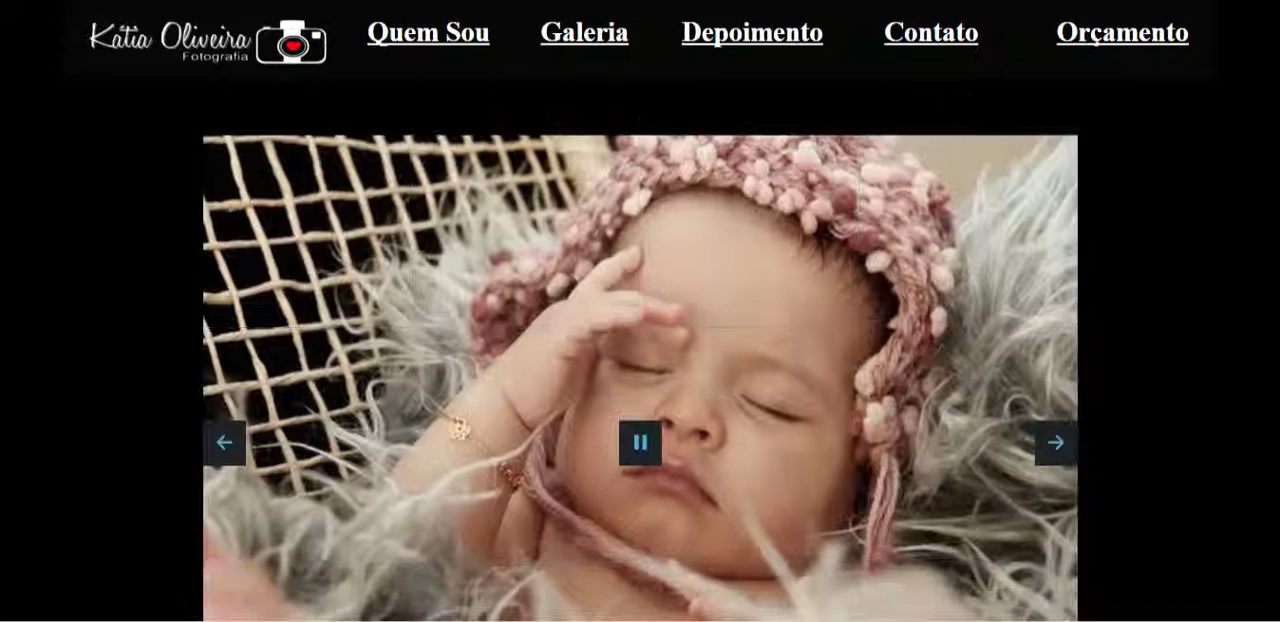 Kátia Oliveira
Fotografia
Quem Sou
Galeria
Depoimento
Contato
Orçamento